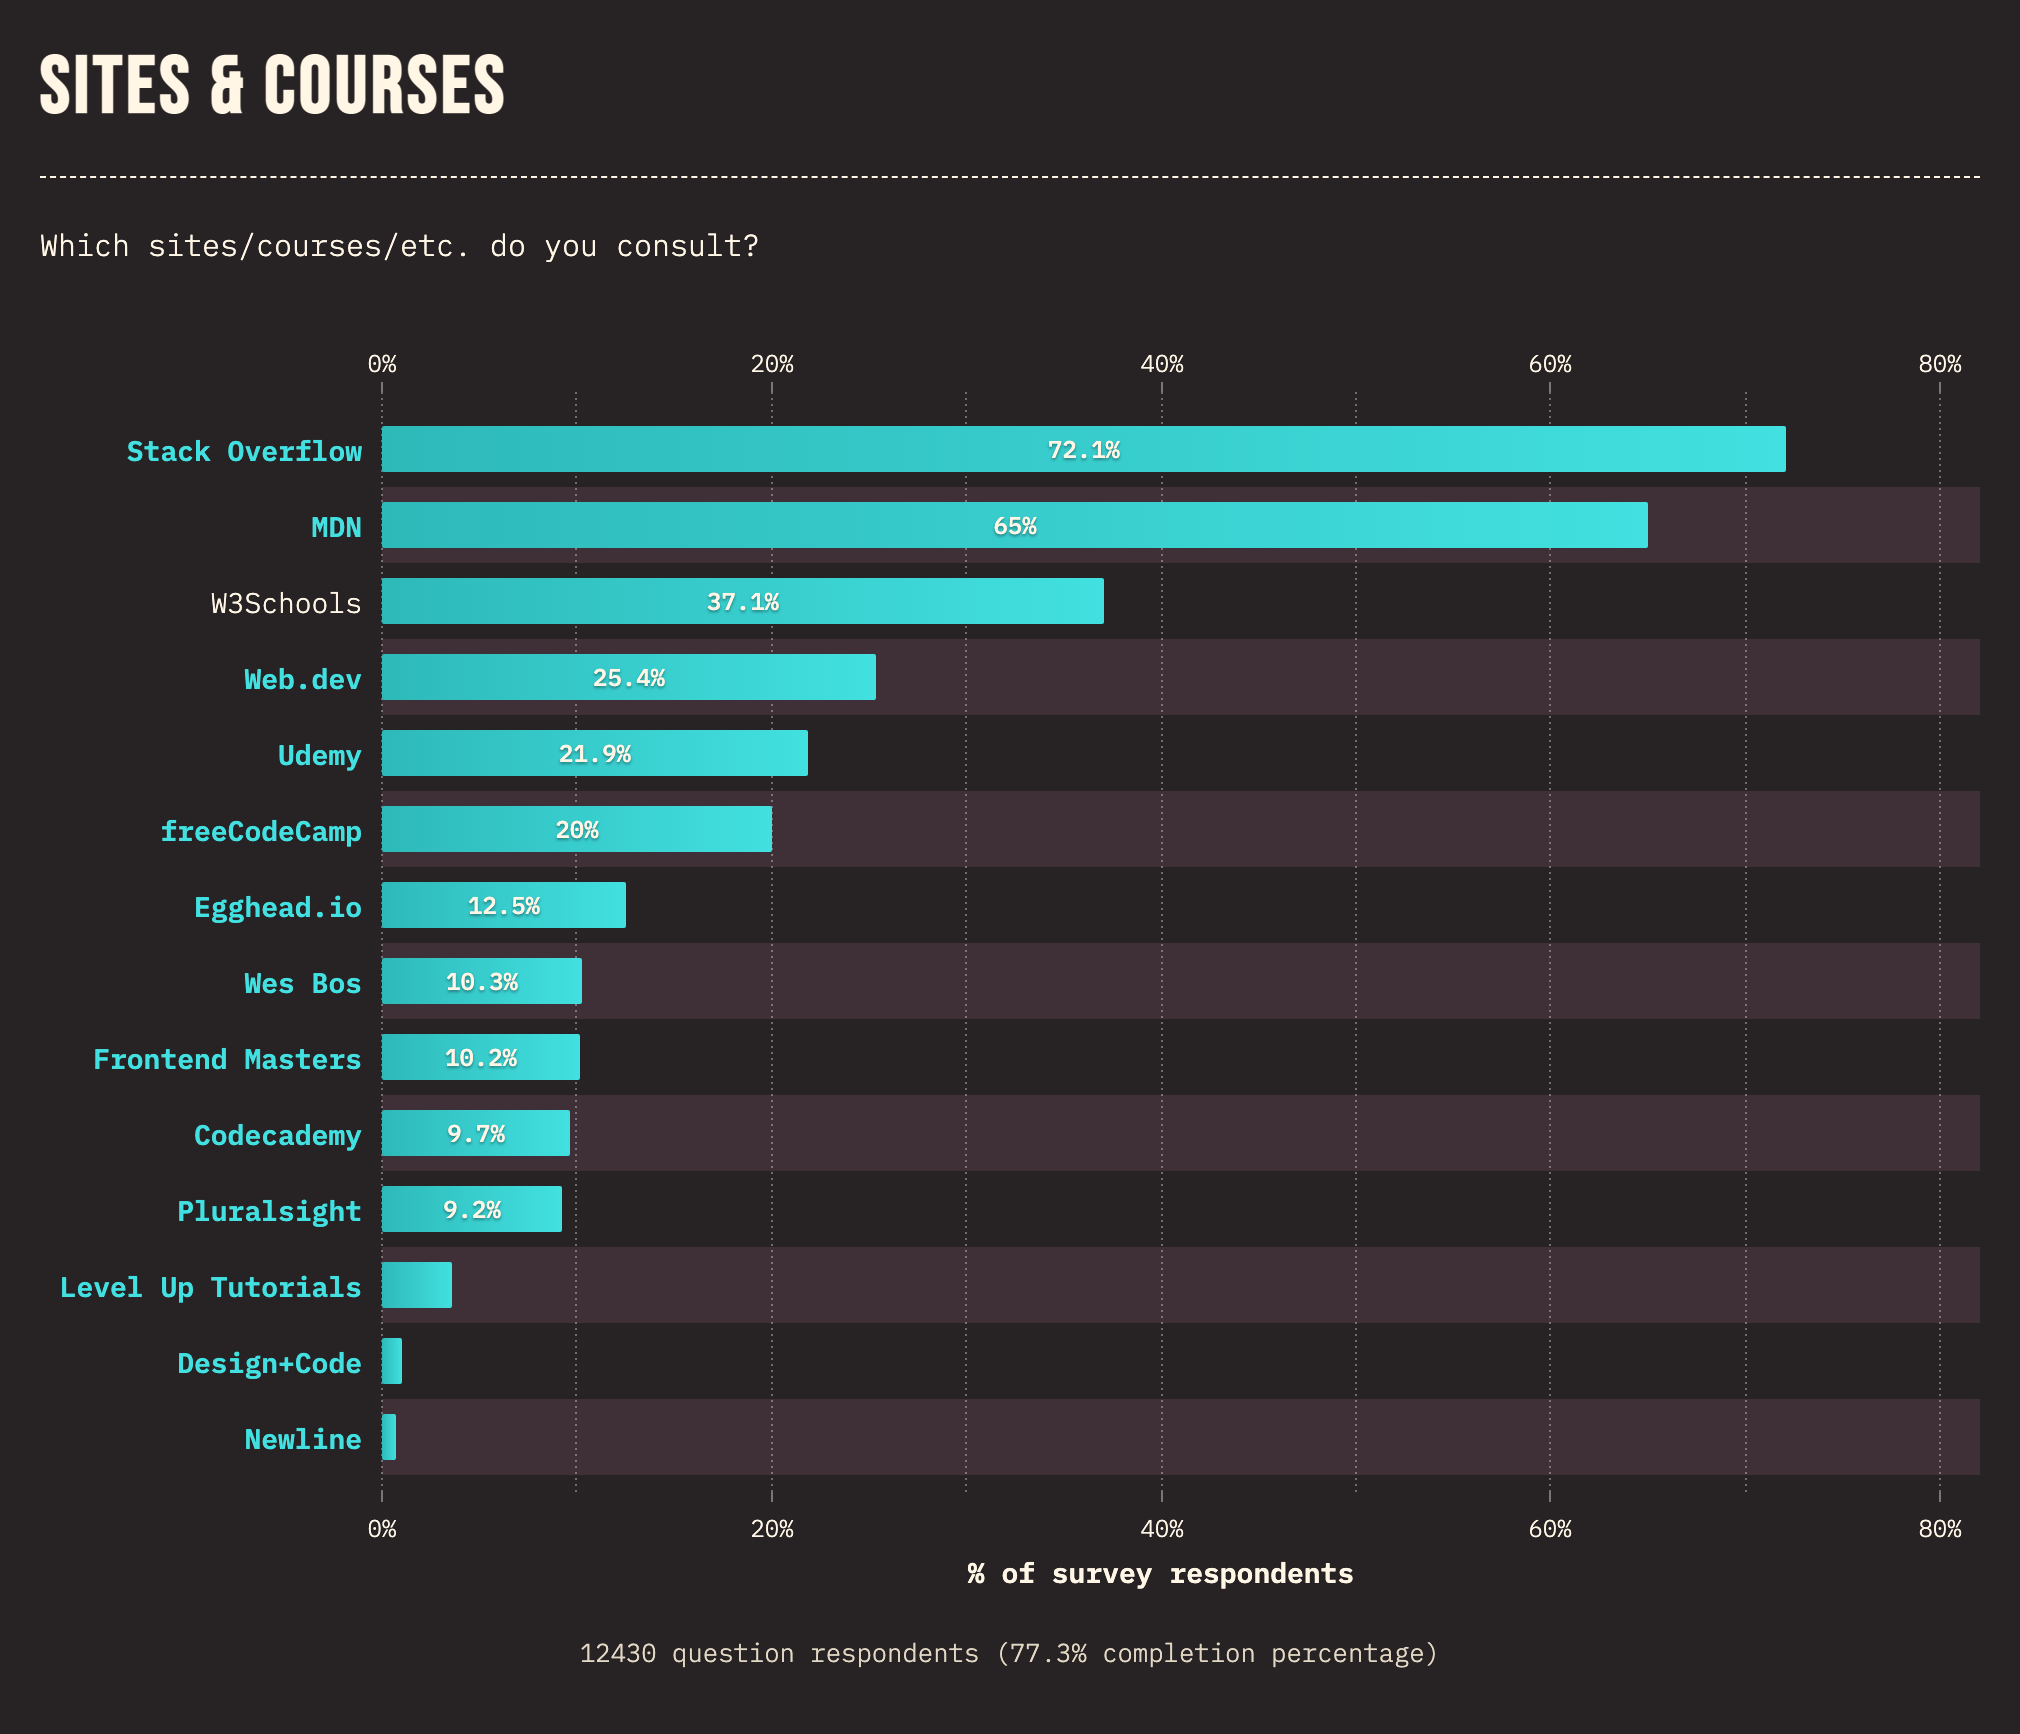 SITES & COURSES
Which sites/courses/etc. do you consult?
0% 20% 40% 60% 80%
Stack Overflow 72.1%
MDN 65%
W3Schools 37.1%
Web.dev 25.4%
Udemy 21.9%
freeCodeCamp 20%
Egghead.io 12.5%
Wes Bos 10.3%
Frontend Masters 10.2%
Codecademy 9.7%
Pluralsight 9.2%
Level Up Tutorials
Design+Code
Newline
0% 20% 40% 60% 80%
% of survey respondents
12430 question respondents (77.3% completion percentage)